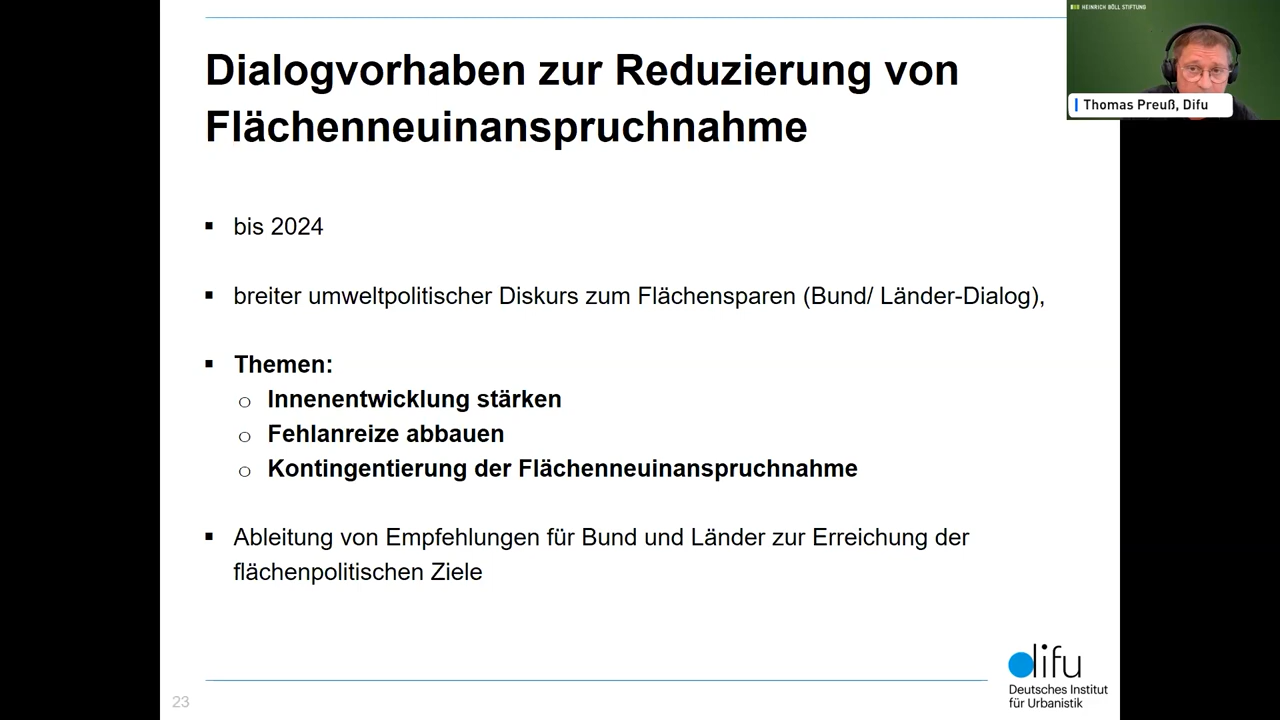 HEINRICH BÖLL STIFTUNG
Thomas Preuß, Difu
Dialogvorhaben zur Reduzierung von
Flächenneuinanspruchnahme
▪ bis 2024
▪ breiter umweltpolitischer Diskurs zum Flächensparen (Bund/ Länder-Dialog),
▪ Themen:
o Innenentwicklung stärken
o Fehlanreize abbauen
o Kontingentierung der Flächenneuinanspruchnahme
▪ Ableitung von Empfehlungen für Bund und Länder zur Erreichung der
flächenpolitischen Ziele
difu
Deutsches Institut
für Urbanistik
23